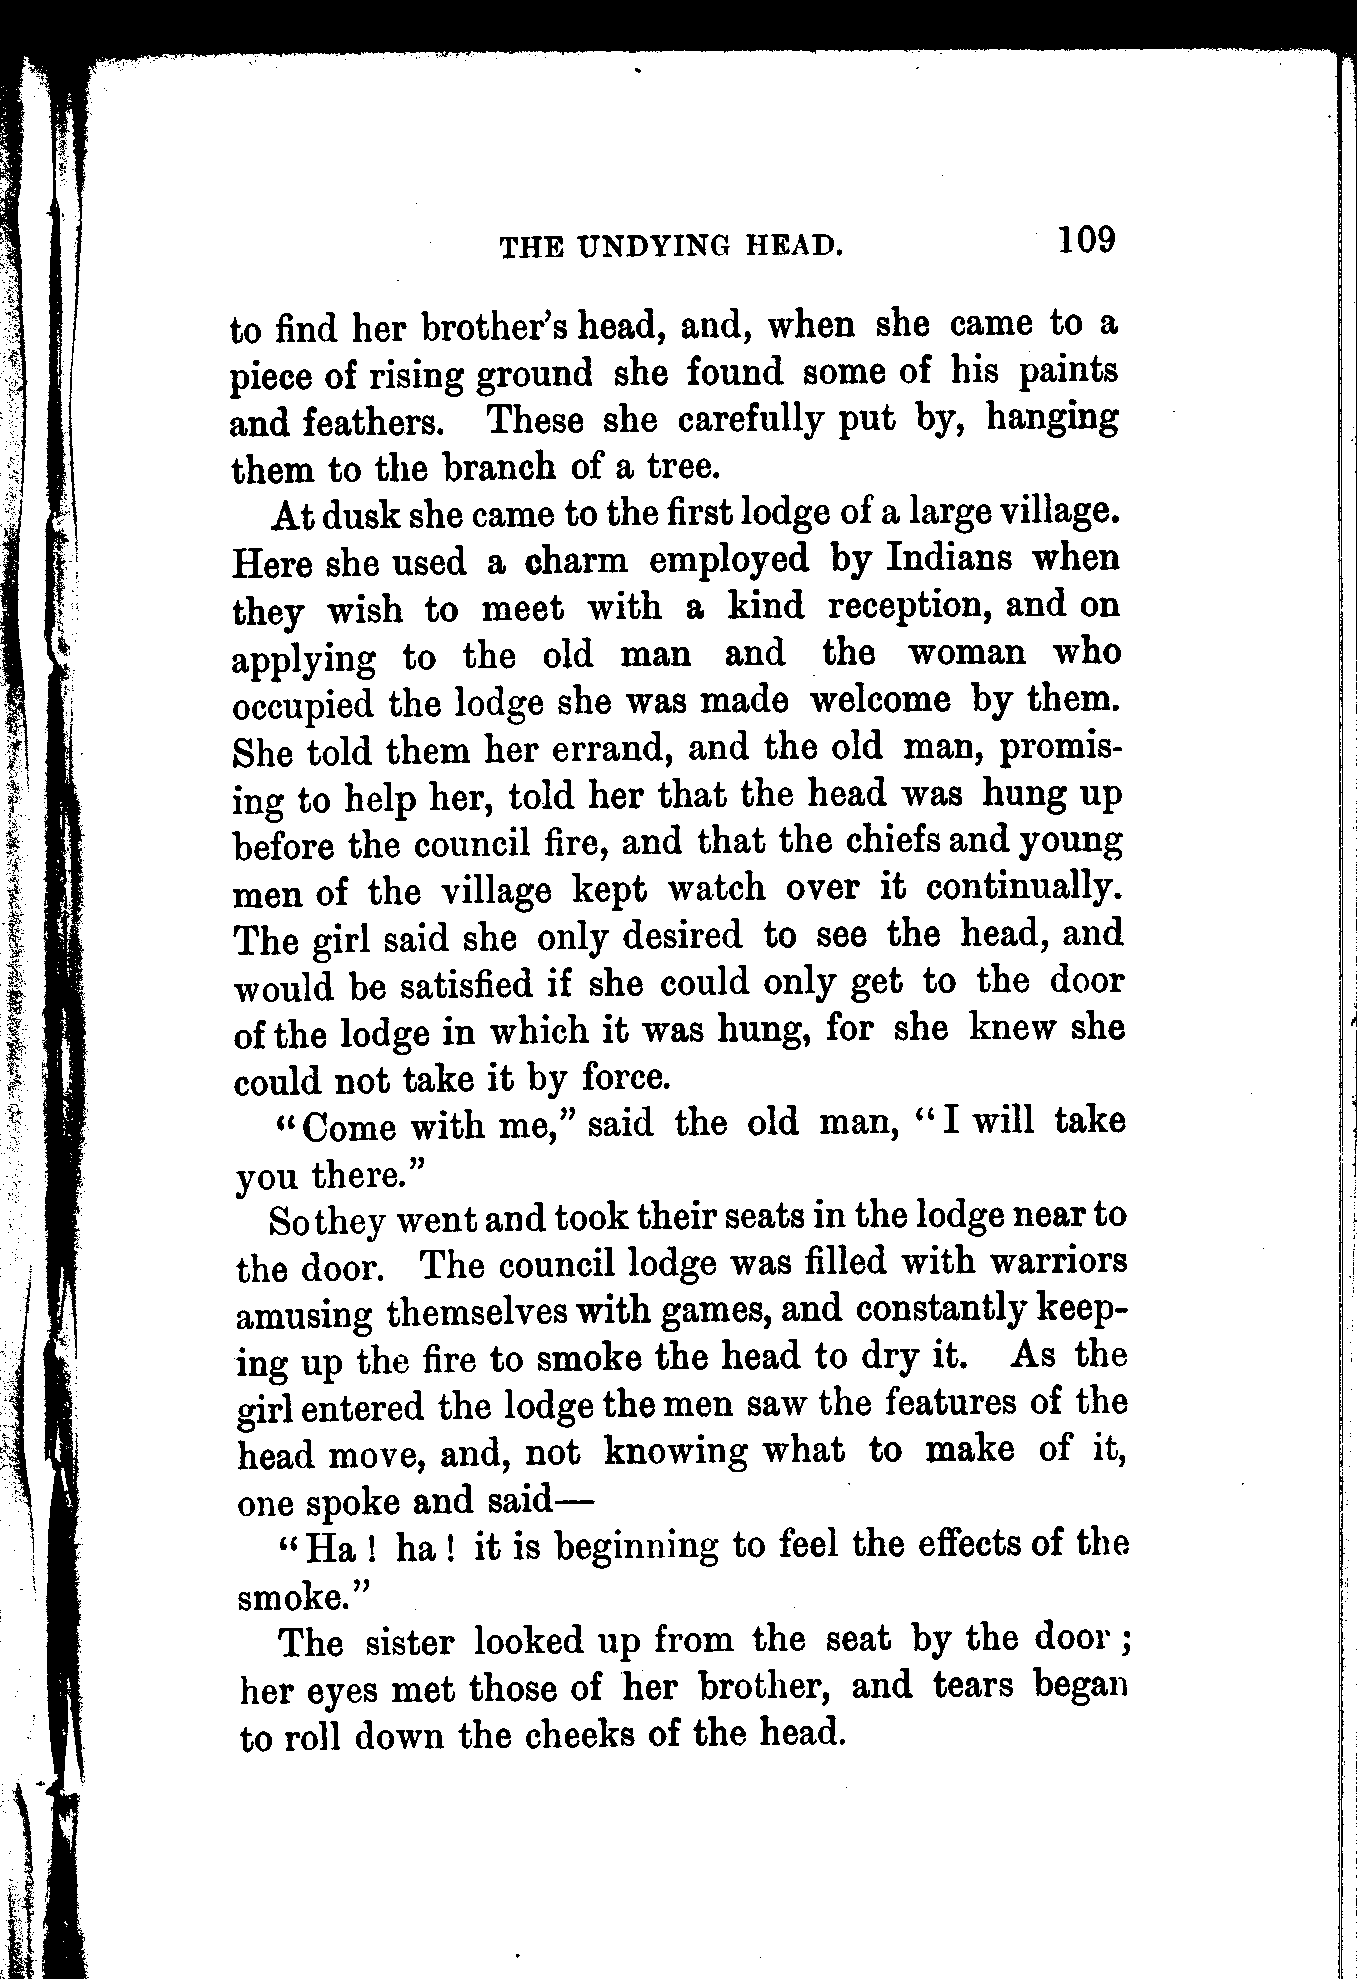 THE UNDYING HEAD. 109
to find her brother's head, and, when she came to a
piece of rising ground she found some of his paints
and feathers. These she carefully put by, hanging
them to the branch of a tree.
At dusk she came to the first lodge of a large village.
Here she used a charm employed by Indians when
they wish to meet with a kind reception, and on
applying to the old man and the woman who
occupied the lodge she was made welcome by them.
She told them her errand, and the old man, promis-
ing to help her, told her that the head was hung up
before the council fire, and that the chiefs and young
men of the village kept watch over it continually.
The girl said she only desired to see the head, and
would be satisfied if she could only get to the door
of the lodge in which it was hung, for she knew she
could not take it by force.
“Come with me,” said the old man, “I will take
you there.”
So they went and took their seats in the lodge near to
the door. The council lodge was filled with warriors
amusing themselves with games, and constantly keep-
ing up the fire to smoke the head to dry it. As the
girl entered the lodge the men saw the features of the
head move, and, not knowing what to make of it,
one spoke and said—
“Ha! ha! it is beginning to feel the effects of the
smoke.”
The sister looked up from the seat by the door;
her eyes met those of her brother, and tears began
to roll down the cheeks of the head.